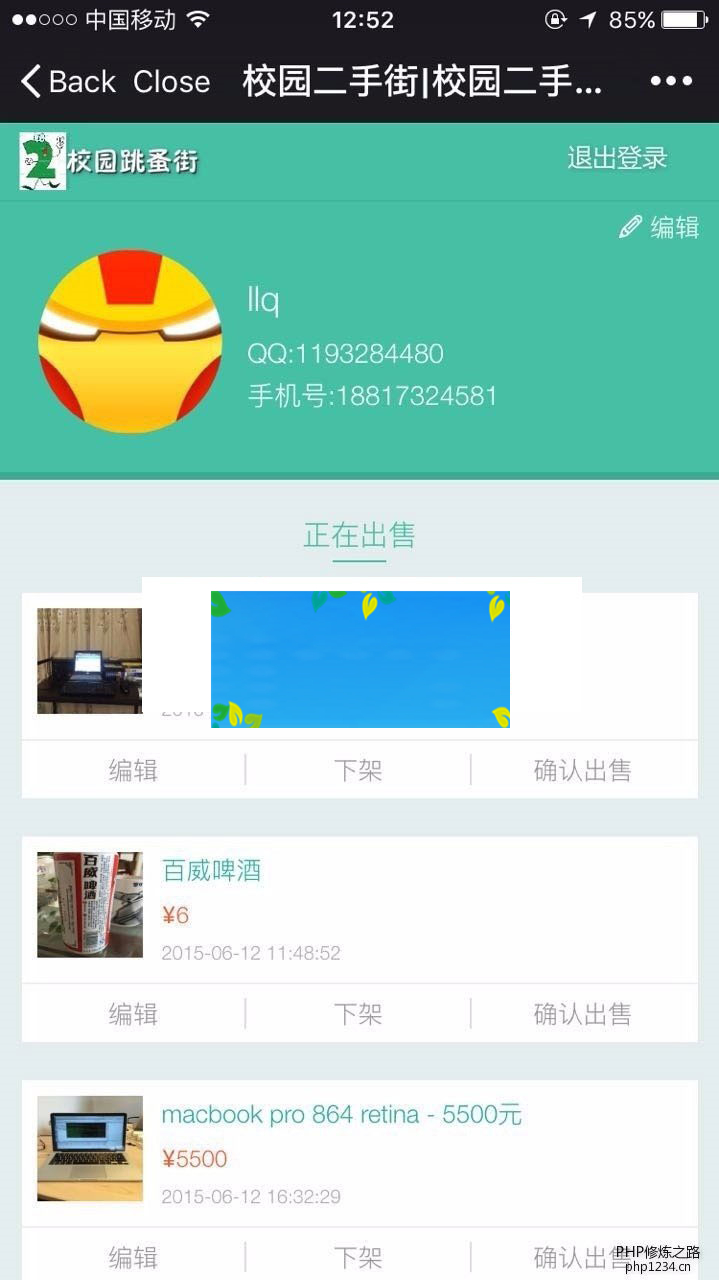 中国移动 12:52 85%
Back Close 校园二手街|校园二手...
2校园跳蚤街 退出登录
编辑
llq
QQ:1193284480
手机号:18817324581
正在出售
编辑 下架 确认出售
百威啤酒
百威啤酒
¥6
2015-06-12 11:48:52
编辑 下架 确认出售
macbook pro 864 retina - 5500元
¥5500
2015-06-12 16:32:29
编辑 下架 确认出售
PHP修炼之路
php1234.cn